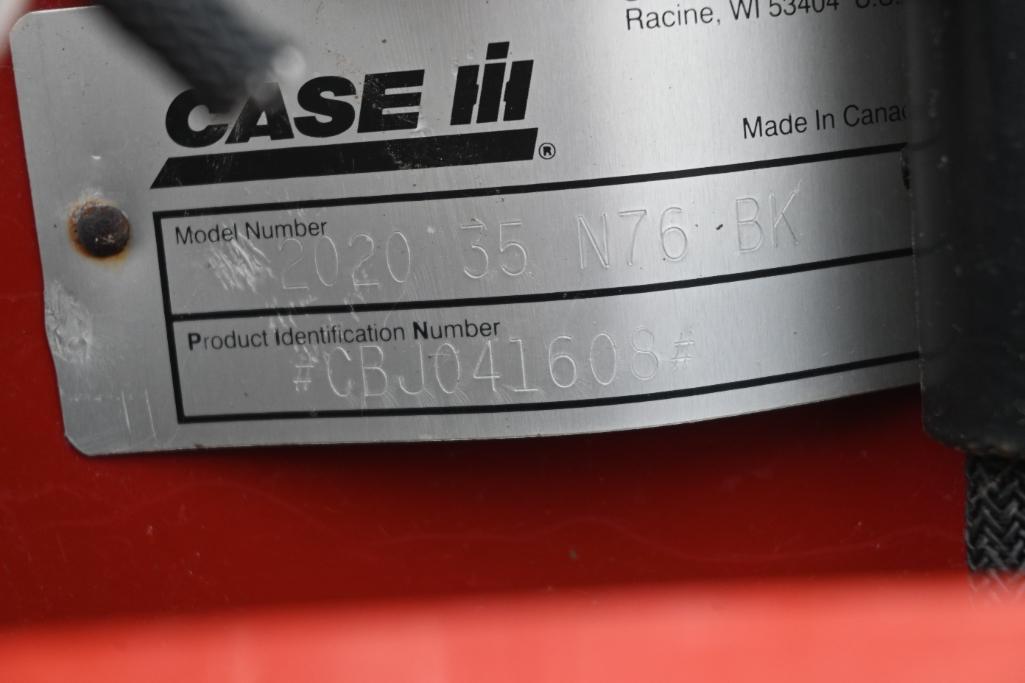 Racine, WI 53404 U.S.
CASE IH
®
Made In Canad
Model Number
2020 35 N76 BK
Product Identification Number
#CBJ041608#